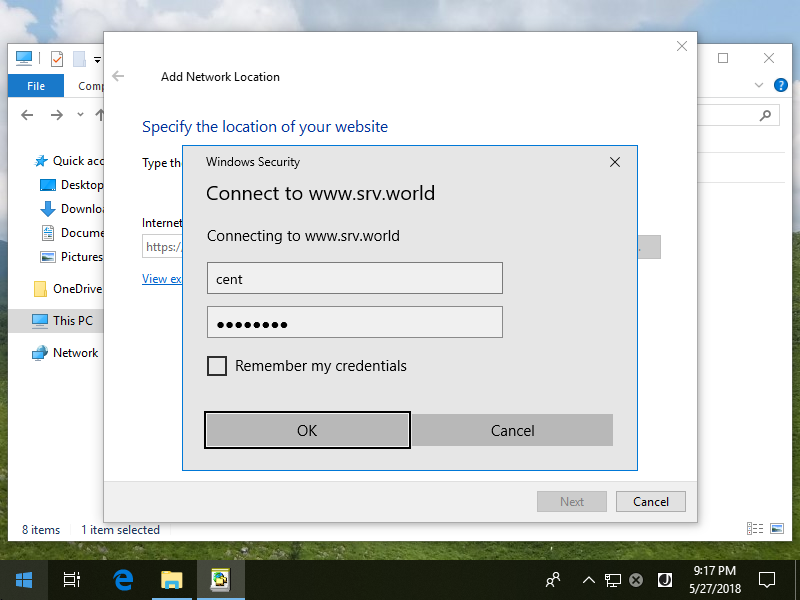 Add Network Location
File
Comp
Specify the location of your website
Quick acc
Type th
Windows Security
Connect to www.srv.world
Desktop
Downloa
Internet
Connecting to www.srv.world
Docume
https:/
Pictures
View ex
cent
OneDrive
●●●●●●●●
This PC
Network
Remember my credentials
OK
Cancel
Next
Cancel
8 items
1 item selected
9:17 PM
5/27/2018